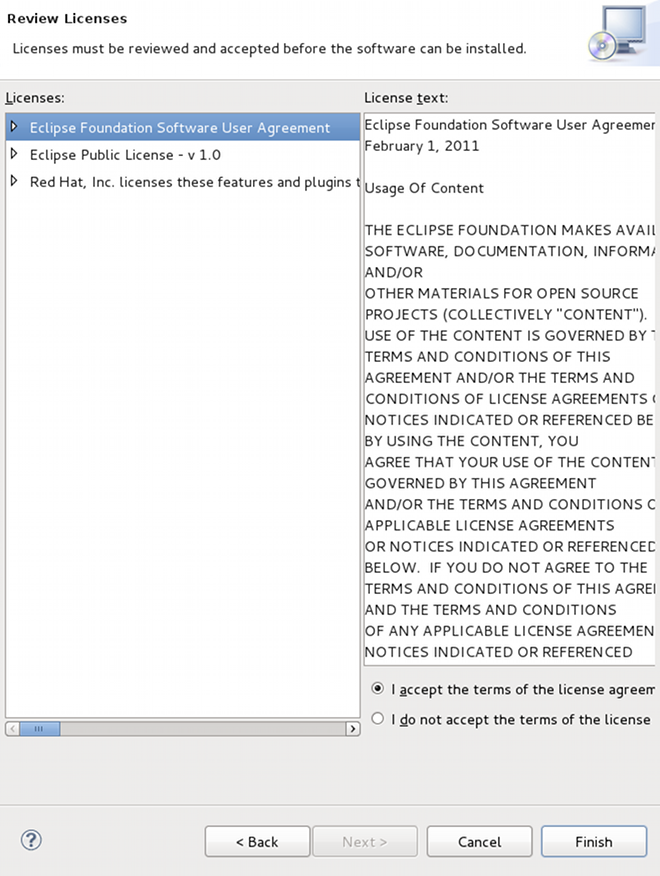 Review Licenses
Licenses must be reviewed and accepted before the software can be installed.
Licenses:
Eclipse Foundation Software User Agreement
Eclipse Public License - v 1.0
Red Hat, Inc. licenses these features and plugins t
License text:
Eclipse Foundation Software User Agreemer
February 1, 2011
Usage Of Content
THE ECLIPSE FOUNDATION MAKES AVAIL
SOFTWARE, DOCUMENTATION, INFORMA
AND/OR
OTHER MATERIALS FOR OPEN SOURCE
PROJECTS (COLLECTIVELY "CONTENT").
USE OF THE CONTENT IS GOVERNED BY T
TERMS AND CONDITIONS OF THIS
AGREEMENT AND/OR THE TERMS AND
CONDITIONS OF LICENSE AGREEMENTS
NOTICES INDICATED OR REFERENCED BE
BY USING THE CONTENT, YOU
AGREE THAT YOUR USE OF THE CONTENT
GOVERNED BY THIS AGREEMENT
AND/OR THE TERMS AND CONDITIONS O
APPLICABLE LICENSE AGREEMENTS
OR NOTICES INDICATED OR REFERENCED
BELOW.  IF YOU DO NOT AGREE TO THE
TERMS AND CONDITIONS OF THIS AGREE
AND THE TERMS AND CONDITIONS
OF ANY APPLICABLE LICENSE AGREEMEN
NOTICES INDICATED OR REFERENCED
I accept the terms of the license agreem
I do not accept the terms of the license
< Back
Next >
Cancel
Finish